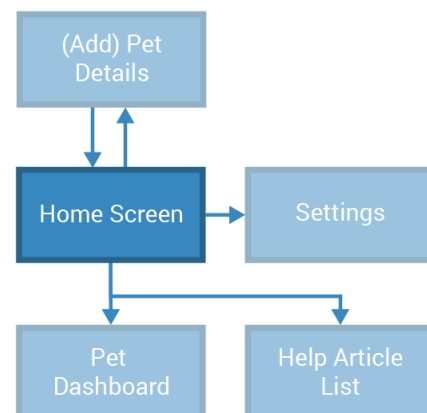 (Add) Pet
Details
Home Screen
Settings
Pet
Dashboard
Help Article
List